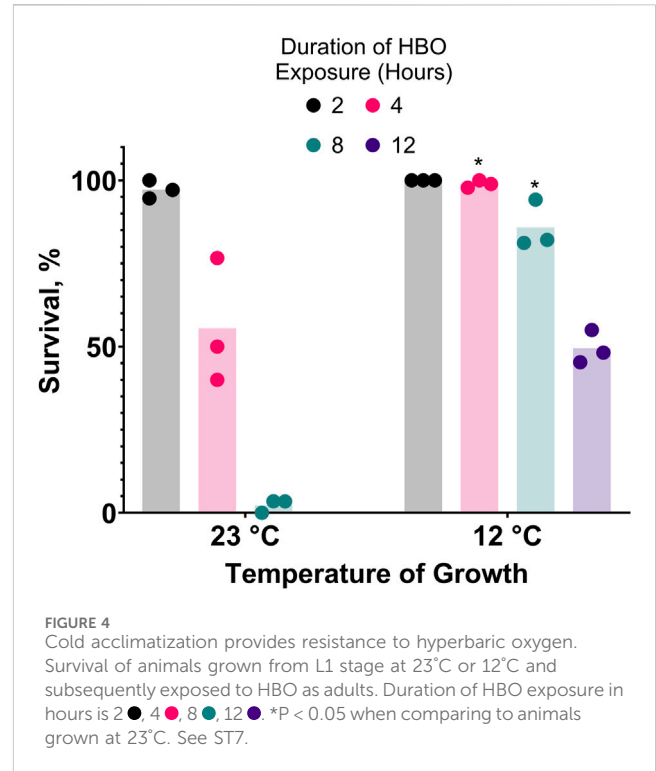 Duration of HBO
Exposure (Hours)
2 4
8 12
* *
100
50
0
Survival, %
23 °C 12 °C
Temperature of Growth
FIGURE 4
Cold acclimatization provides resistance to hyperbaric oxygen.
Survival of animals grown from L1 stage at 23°C or 12°C and
subsequently exposed to HBO as adults. Duration of HBO exposure in
hours is 2 ●, 4 ●, 8 ●, 12 ●. *P < 0.05 when comparing to animals
grown at 23°C. See ST7.